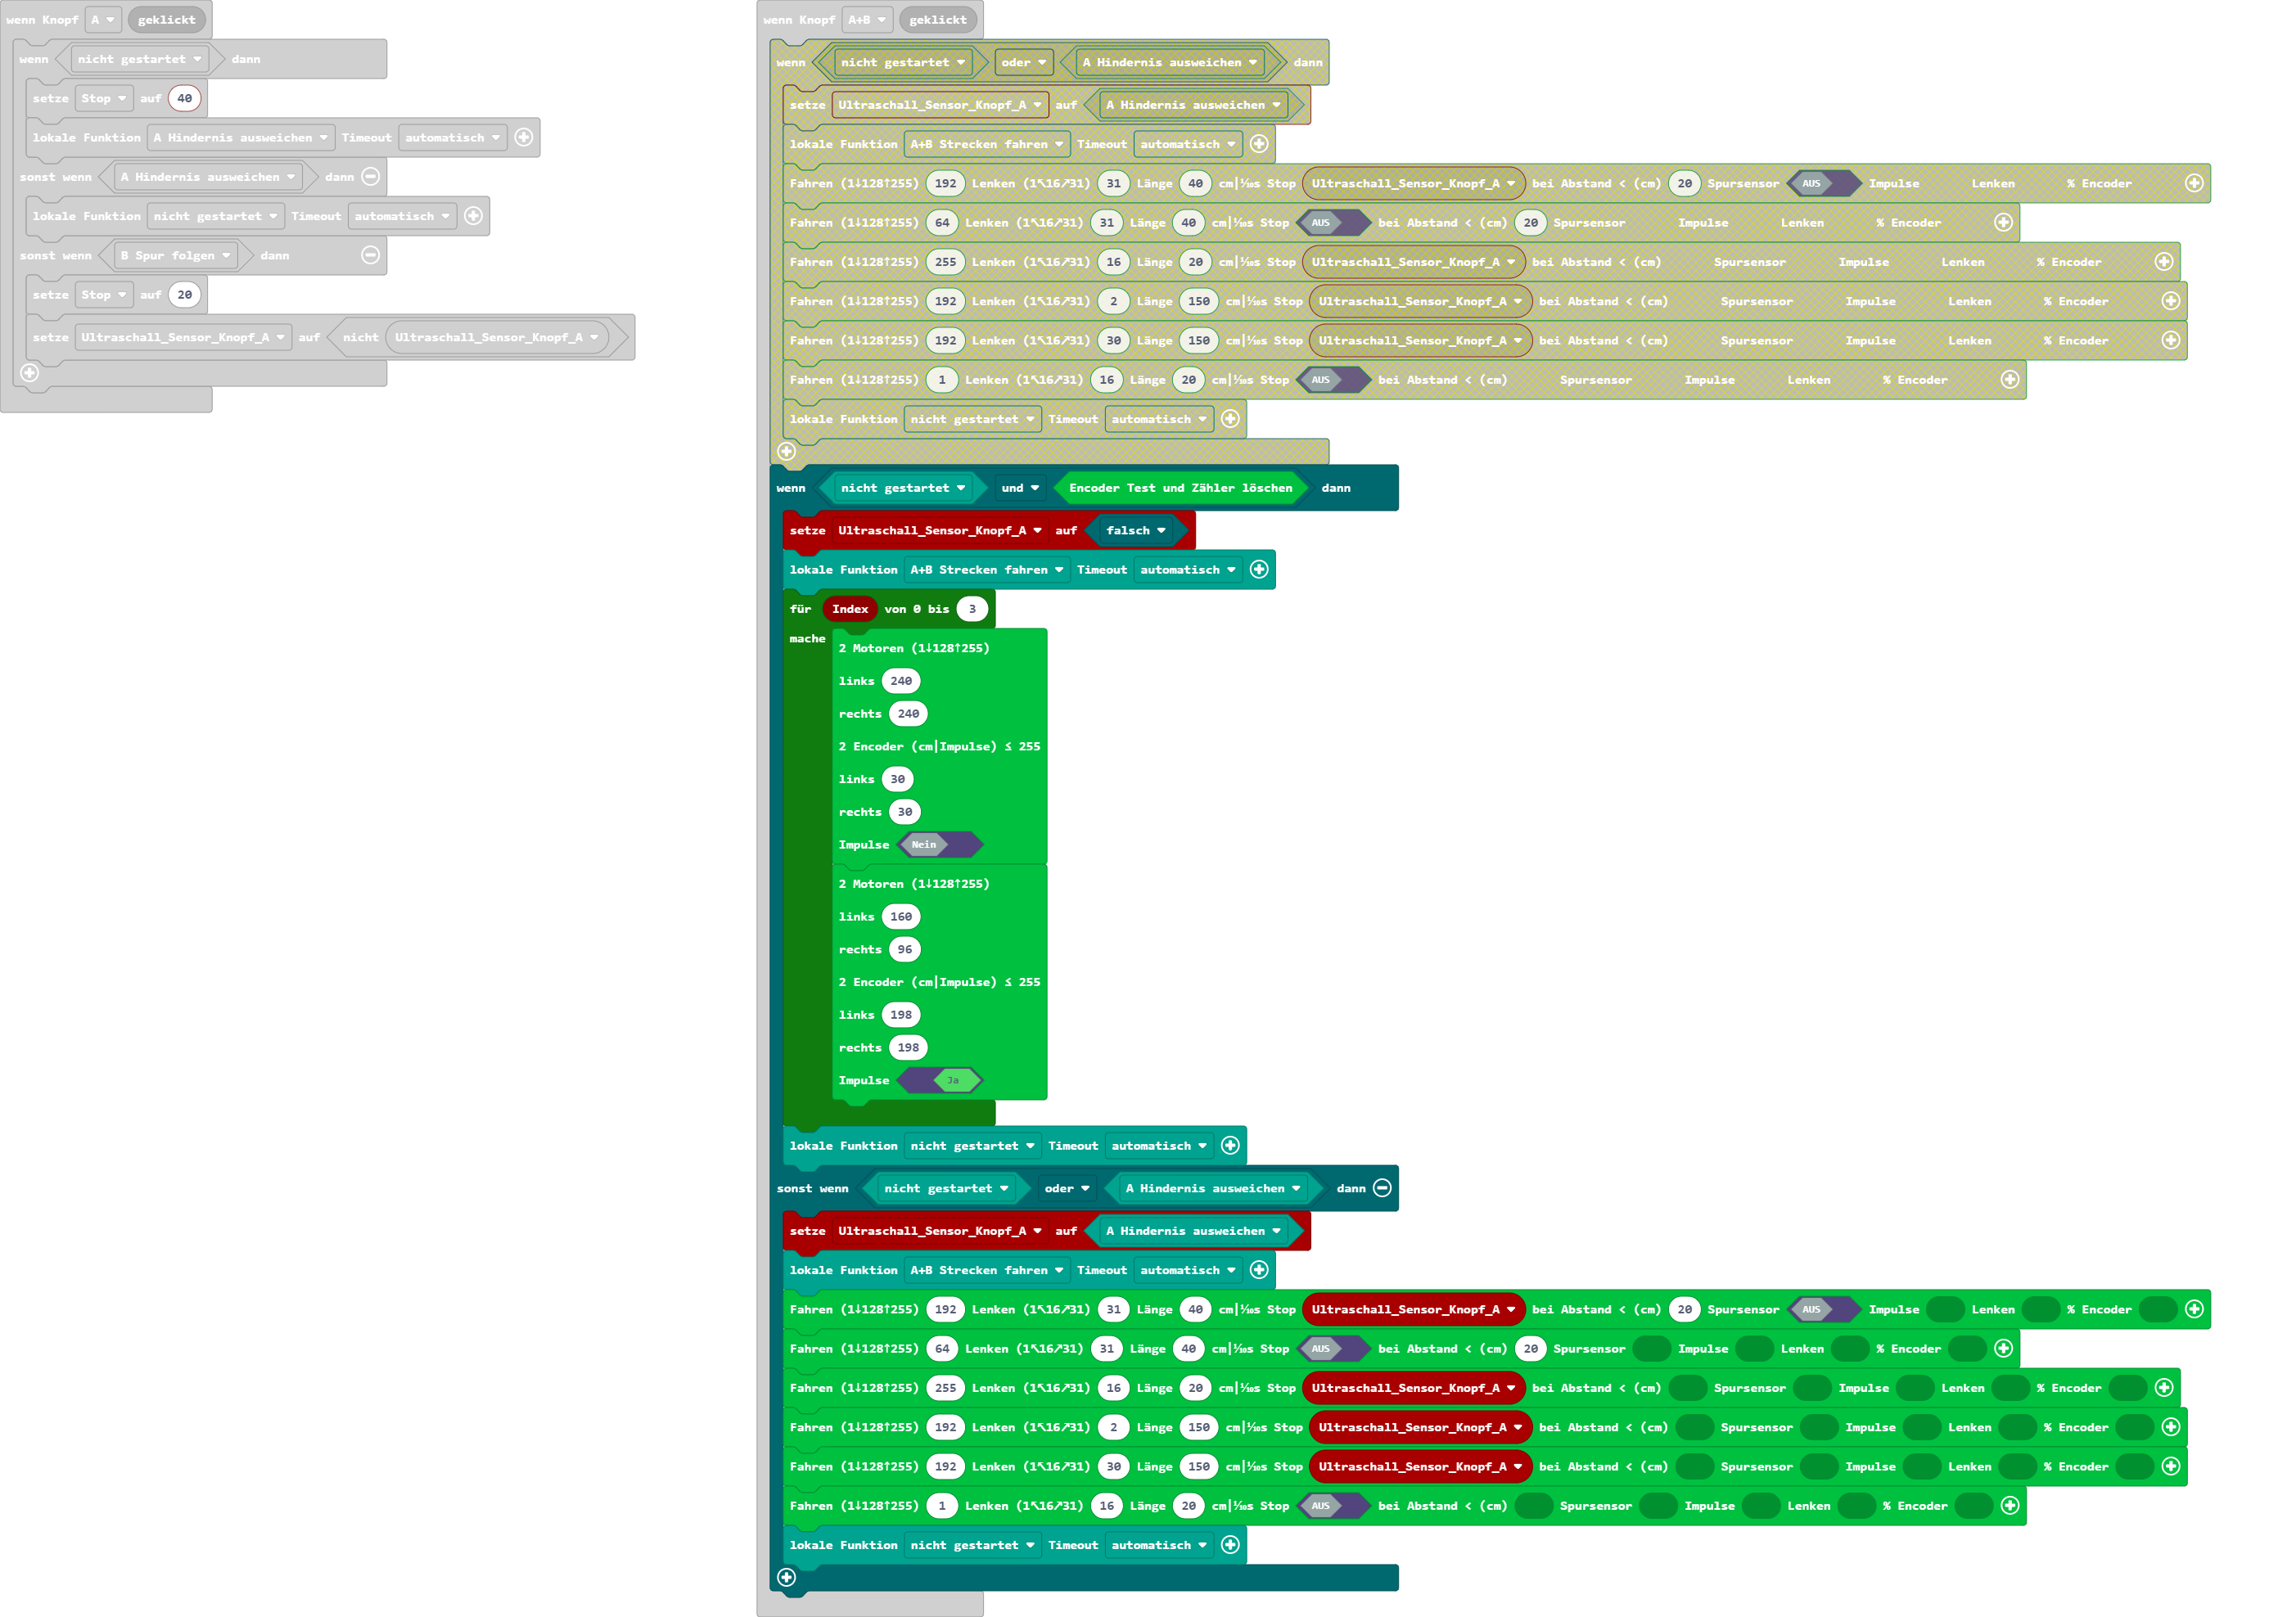 wenn Knopf A geklickt
wenn nicht gestartet dann
setze Stop auf 40
lokale Funktion A Hindernis ausweichen Timeout automatisch
sonst wenn A Hindernis ausweichen dann
lokale Funktion nicht gestartet Timeout automatisch
sonst wenn B Spur folgen dann
setze Stop auf 20
setze Ultraschall_Sensor_Knopf_A auf nicht Ultraschall_Sensor_Knopf_A
wenn Knopf A+B geklickt
wenn nicht gestartet oder A Hindernis ausweichen dann
setze Ultraschall_Sensor_Knopf_A auf A Hindernis ausweichen
lokale Funktion A+B Strecken fahren Timeout automatisch
Fahren (1↓128↑255) 192 Lenken (1↖16↗31) 31 Länge 40 cm|⅒s Stop Ultraschall_Sensor_Knopf_A bei Abstand < (cm) 20 Spursensor AUS Impulse Lenken % Encoder
Fahren (1↓128↑255) 64 Lenken (1↖16↗31) 31 Länge 40 cm|⅒s Stop AUS bei Abstand < (cm) 20 Spursensor Impulse Lenken % Encoder
Fahren (1↓128↑255) 255 Lenken (1↖16↗31) 16 Länge 20 cm|⅒s Stop Ultraschall_Sensor_Knopf_A bei Abstand < (cm) Spursensor Impulse Lenken % Encoder
Fahren (1↓128↑255) 192 Lenken (1↖16↗31) 2 Länge 150 cm|⅒s Stop Ultraschall_Sensor_Knopf_A bei Abstand < (cm) Spursensor Impulse Lenken % Encoder
Fahren (1↓128↑255) 192 Lenken (1↖16↗31) 30 Länge 150 cm|⅒s Stop Ultraschall_Sensor_Knopf_A bei Abstand < (cm) Spursensor Impulse Lenken % Encoder
Fahren (1↓128↑255) 1 Lenken (1↖16↗31) 16 Länge 20 cm|⅒s Stop AUS bei Abstand < (cm) Spursensor Impulse Lenken % Encoder
lokale Funktion nicht gestartet Timeout automatisch
wenn nicht gestartet und Encoder Test und Zähler löschen dann
setze Ultraschall_Sensor_Knopf_A auf falsch
lokale Funktion A+B Strecken fahren Timeout automatisch
für Index von 0 bis 3
mache
2 Motoren (1↓128↑255)
links 240
rechts 240
2 Encoder (cm|Impulse) ≤ 255
links 30
rechts 30
Impulse Nein
2 Motoren (1↓128↑255)
links 160
rechts 96
2 Encoder (cm|Impulse) ≤ 255
links 198
rechts 198
Impulse Ja
lokale Funktion nicht gestartet Timeout automatisch
sonst wenn nicht gestartet oder A Hindernis ausweichen dann
setze Ultraschall_Sensor_Knopf_A auf A Hindernis ausweichen
lokale Funktion A+B Strecken fahren Timeout automatisch
Fahren (1↓128↑255) 192 Lenken (1↖16↗31) 31 Länge 40 cm|⅒s Stop Ultraschall_Sensor_Knopf_A bei Abstand < (cm) 20 Spursensor AUS Impulse Lenken % Encoder
Fahren (1↓128↑255) 64 Lenken (1↖16↗31) 31 Länge 40 cm|⅒s Stop AUS bei Abstand < (cm) 20 Spursensor Impulse Lenken % Encoder
Fahren (1↓128↑255) 255 Lenken (1↖16↗31) 16 Länge 20 cm|⅒s Stop Ultraschall_Sensor_Knopf_A bei Abstand < (cm) Spursensor Impulse Lenken % Encoder
Fahren (1↓128↑255) 192 Lenken (1↖16↗31) 2 Länge 150 cm|⅒s Stop Ultraschall_Sensor_Knopf_A bei Abstand < (cm) Spursensor Impulse Lenken % Encoder
Fahren (1↓128↑255) 192 Lenken (1↖16↗31) 30 Länge 150 cm|⅒s Stop Ultraschall_Sensor_Knopf_A bei Abstand < (cm) Spursensor Impulse Lenken % Encoder
Fahren (1↓128↑255) 1 Lenken (1↖16↗31) 16 Länge 20 cm|⅒s Stop AUS bei Abstand < (cm) Spursensor Impulse Lenken % Encoder
lokale Funktion nicht gestartet Timeout automatisch